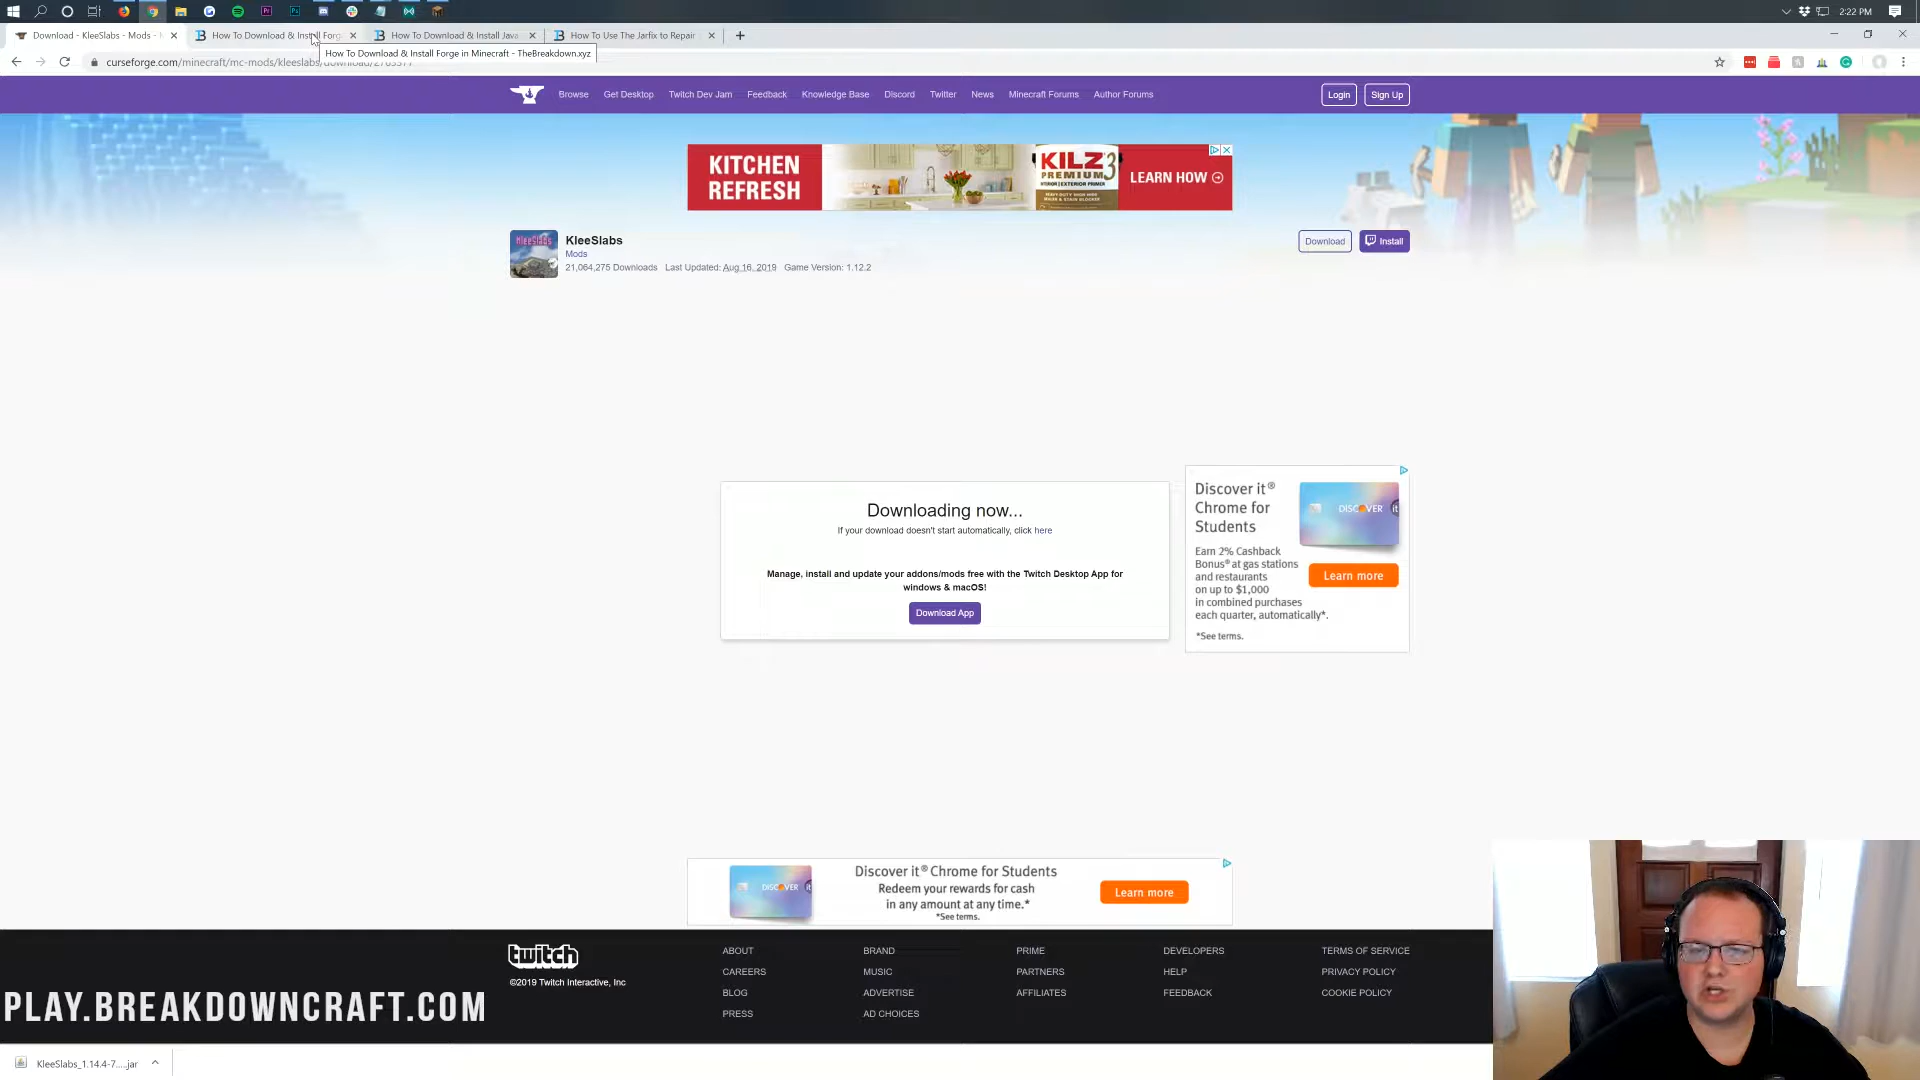 2:22 PM
Download - KleeSlabs - Mods -
How To Download & Install Forg
How To Download & Install Java
How To Use The Jarfix to Repair
How To Download & Install Forge in Minecraft - TheBreakdown.xyz
curseforge.com/minecraft/mc-mods/kleeslabs/download/2763377
Browse Get Desktop Twitch Dev Jam Feedback Knowledge Base Discord Twitter News Minecraft Forums Author Forums Login Sign Up
KITCHEN REFRESH
KILZ 3
PREMIUM
LEARN HOW
KleeSlabs
KleeSlabs
Mods
21,064,275 Downloads Last Updated: Aug 16, 2019 Game Version: 1.12.2
Download Install
Downloading now...
If your download doesn't start automatically, click here
Manage, install and update your addons/mods free with the Twitch Desktop App for
windows & macOS!
Download App
Discover it®
Chrome for
Students
DISCOVER it
Earn 2% Cashback
Bonus® at gas stations
and restaurants
on up to $1,000
in combined purchases
each quarter, automatically*.
*See terms.
Learn more
DISCOVER it
Discover it® Chrome for Students
Redeem your rewards for cash
in any amount at any time.*
*See terms.
Learn more
twitch
©2019 Twitch Interactive, Inc
ABOUT BRAND PRIME DEVELOPERS TERMS OF SERVICE
CAREERS MUSIC PARTNERS HELP PRIVACY POLICY
BLOG ADVERTISE AFFILIATES FEEDBACK COOKIE POLICY
PRESS AD CHOICES
PLAY.BREAKDOWNCRAFT.COM
KleeSlabs_1.14.4-7....jar